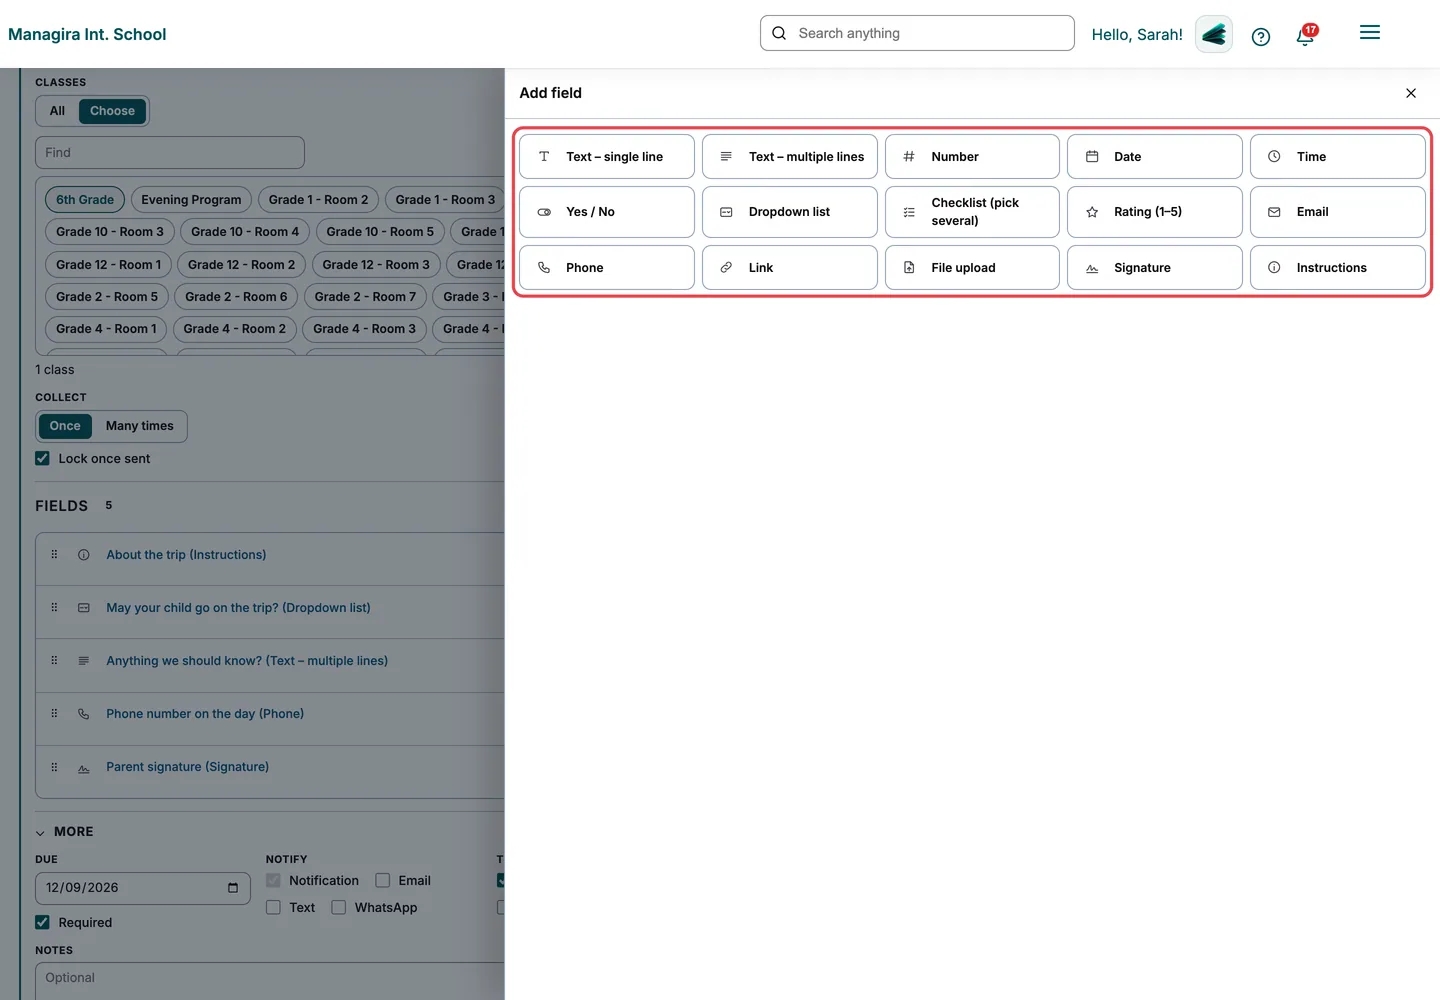 Managira Int. School
Search anything
Hello, Sarah!
17
CLASSES
All
Choose
Find
6th Grade
Evening Program
Grade 1 - Room 2
Grade 1 - Room 3
Grade 10 - Room 3
Grade 10 - Room 4
Grade 10 - Room 5
Grade 12 - Room 1
Grade 12 - Room 2
Grade 12 - Room 3
Grade 2 - Room 5
Grade 2 - Room 6
Grade 2 - Room 7
Grade 3 -
Grade 4 - Room 1
Grade 4 - Room 2
Grade 4 - Room 3
Grade 4 -
1 class
COLLECT
Once
Many times
Lock once sent
FIELDS 5
About the trip (Instructions)
May your child go on the trip? (Dropdown list)
Anything we should know? (Text – multiple lines)
Phone number on the day (Phone)
Parent signature (Signature)
MORE
DUE
12/09/2026
Required
NOTIFY
Notification
Email
Text
WhatsApp
NOTES
Optional
Add field
Text – single line
Text – multiple lines
Number
Date
Time
Yes / No
Dropdown list
Checklist (pick
several)
Rating (1–5)
Email
Phone
Link
File upload
Signature
Instructions